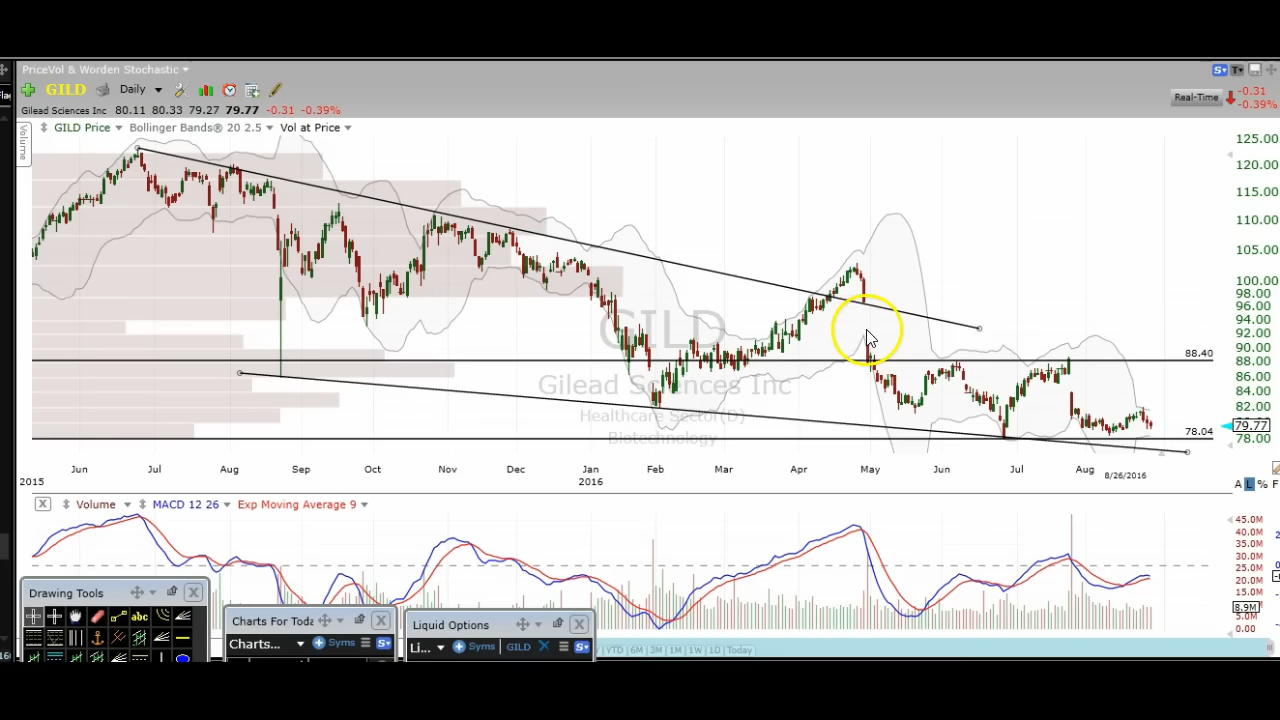 PriceVol & Worden Stochastic
GILD Daily
Real-Time -0.31
-0.39%
Gilead Sciences Inc 80.11 80.33 79.27 79.77 -0.31 -0.39%
GILD Price Bollinger Bands® 20 2.5 Vol at Price
Volume
125.00
120.00
115.00
110.00
105.00
100.00
98.00
96.00
94.00
92.00
90.00
88.40
88.00
86.00
84.00
82.00
79.77
78.04
78.00
GILD
Gilead Sciences Inc
Healthcare Sector(D)
Biotechnology
Jun Jul Aug Sep Oct Nov Dec Jan Feb Mar Apr May Jun Jul Aug 8/26/2016
2015 2016
A L % F
X Volume MACD 12 26 Exp Moving Average 9
45.0M
40.0M
35.0M
30.0M
25.0M
20.0M
15.0M
8.9M
5.0M
0.00
Drawing Tools X
abc
Charts For Toda X
Charts... Syms S
Liquid Options X
Li... Syms GILD X S
YTD | 6M | 3M | 1M | 1W | 1D | Today